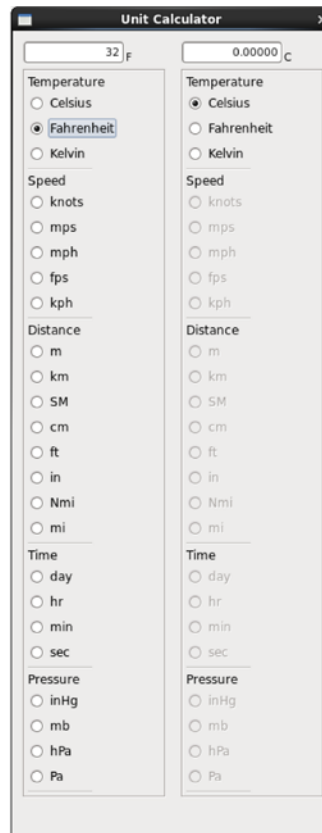 Unit Calculator
32 F
0.00000 C
Temperature
Celsius
Fahrenheit
Kelvin
Speed
knots
mps
mph
fps
kph
Distance
m
km
SM
cm
ft
in
Nmi
mi
Time
day
hr
min
sec
Pressure
inHg
mb
hPa
Pa
Temperature
Celsius
Fahrenheit
Kelvin
Speed
knots
mps
mph
fps
kph
Distance
m
km
SM
cm
ft
in
Nmi
mi
Time
day
hr
min
sec
Pressure
inHg
mb
hPa
Pa